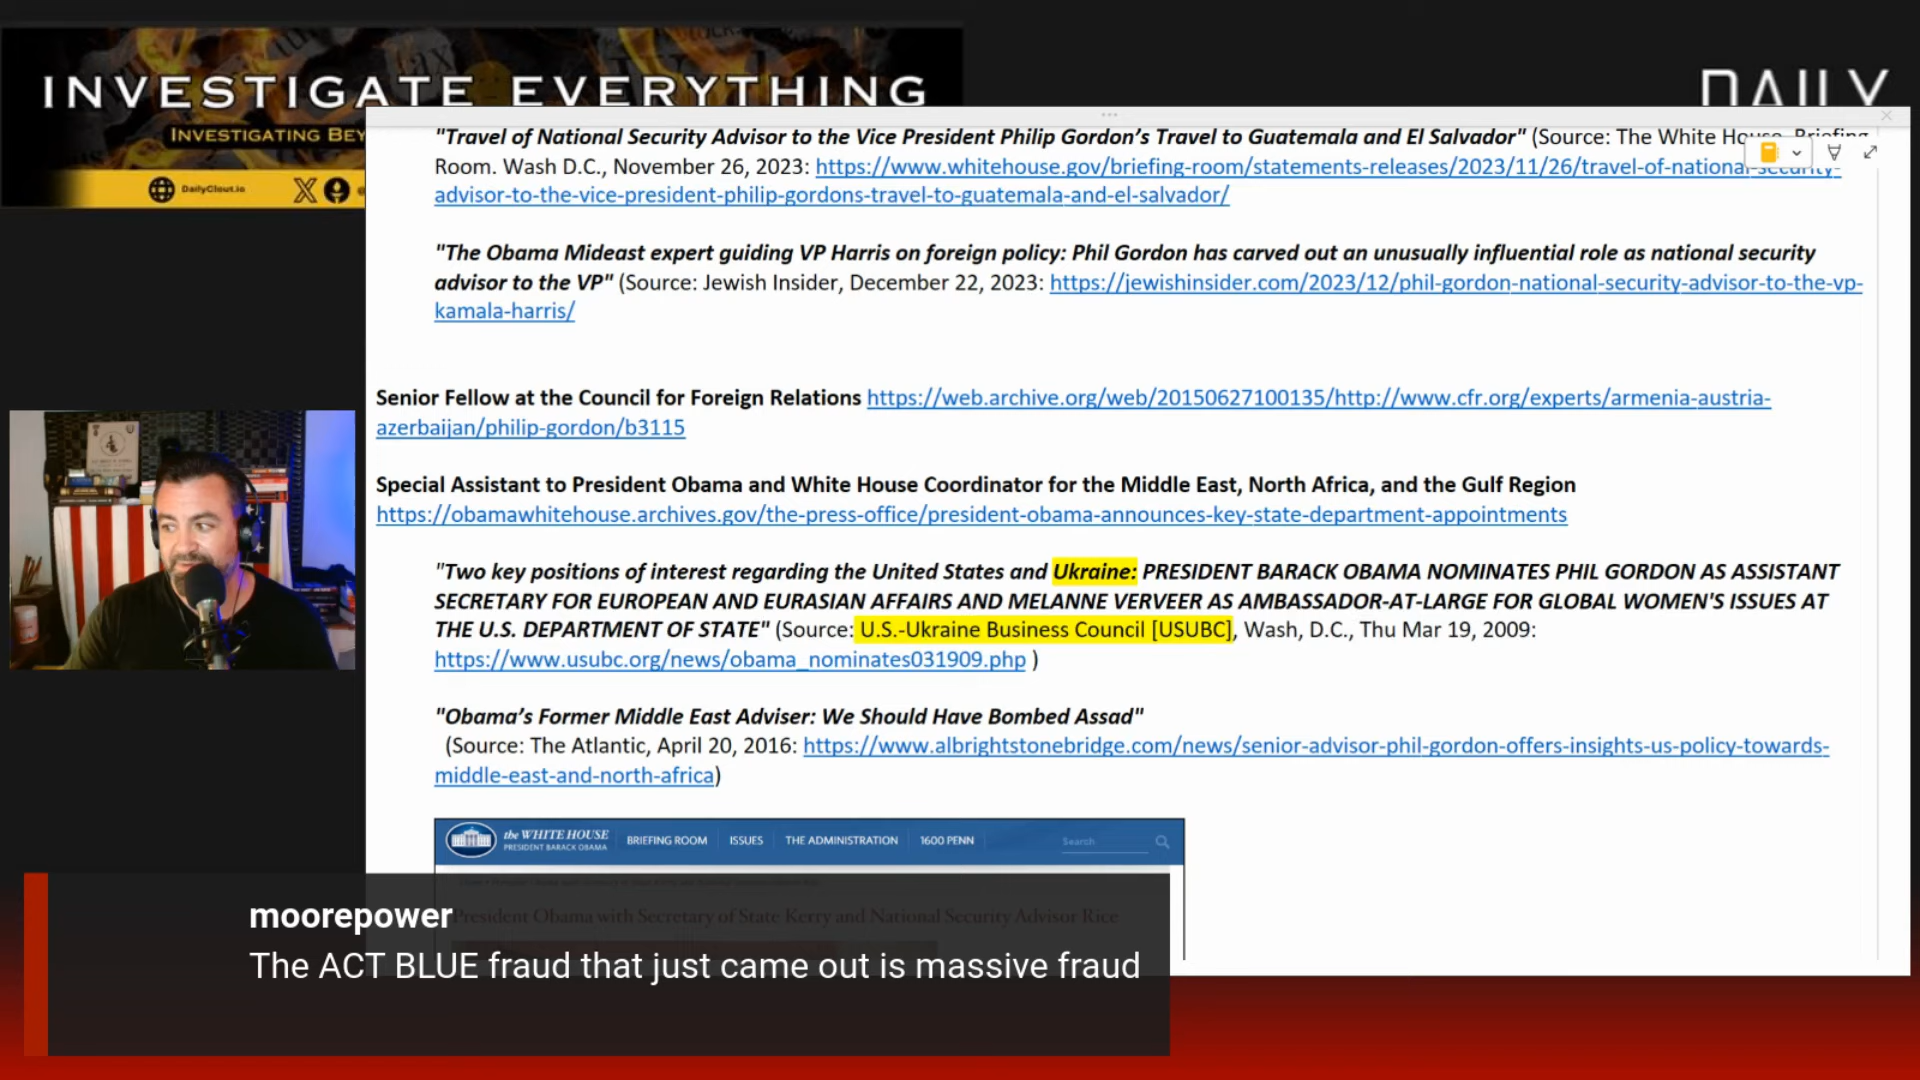 INVESTIGATE EVERYTHING
INVESTIGATING BEY
DailyClout.io
DAILY
"Travel of National Security Advisor to the Vice President Philip Gordon's Travel to Guatemala and El Salvador" (Source: The White House, Briefing
Room. Wash D.C., November 26, 2023: https://www.whitehouse.gov/briefing-room/statements-releases/2023/11/26/travel-of-national-security-
advisor-to-the-vice-president-philip-gordons-travel-to-guatemala-and-el-salvador/
"The Obama Mideast expert guiding VP Harris on foreign policy: Phil Gordon has carved out an unusually influential role as national security
advisor to the VP" (Source: Jewish Insider, December 22, 2023: https://jewishinsider.com/2023/12/phil-gordon-national-security-advisor-to-the-vp-
kamala-harris/
Senior Fellow at the Council for Foreign Relations https://web.archive.org/web/20150627100135/http://www.cfr.org/experts/armenia-austria-
azerbaijan/philip-gordon/b3115
Special Assistant to President Obama and White House Coordinator for the Middle East, North Africa, and the Gulf Region
https://obamawhitehouse.archives.gov/the-press-office/president-obama-announces-key-state-department-appointments
"Two key positions of interest regarding the United States and Ukraine: PRESIDENT BARACK OBAMA NOMINATES PHIL GORDON AS ASSISTANT
SECRETARY FOR EUROPEAN AND EURASIAN AFFAIRS AND MELANNE VERVEER AS AMBASSADOR-AT-LARGE FOR GLOBAL WOMEN'S ISSUES AT
THE U.S. DEPARTMENT OF STATE" (Source: U.S.-Ukraine Business Council [USUBC], Wash, D.C., Thu Mar 19, 2009:
https://www.usubc.org/news/obama_nominates031909.php )
"Obama's Former Middle East Adviser: We Should Have Bombed Assad"
(Source: The Atlantic, April 20, 2016: https://www.albrightstonebridge.com/news/senior-advisor-phil-gordon-offers-insights-us-policy-towards-
middle-east-and-north-africa)
the WHITE HOUSE
PRESIDENT BARACK OBAMA
BRIEFING ROOM ISSUES THE ADMINISTRATION 1600 PENN Search
President Obama with Secretary of State Kerry and National Security Advisor Rice
moorepower
The ACT BLUE fraud that just came out is massive fraud